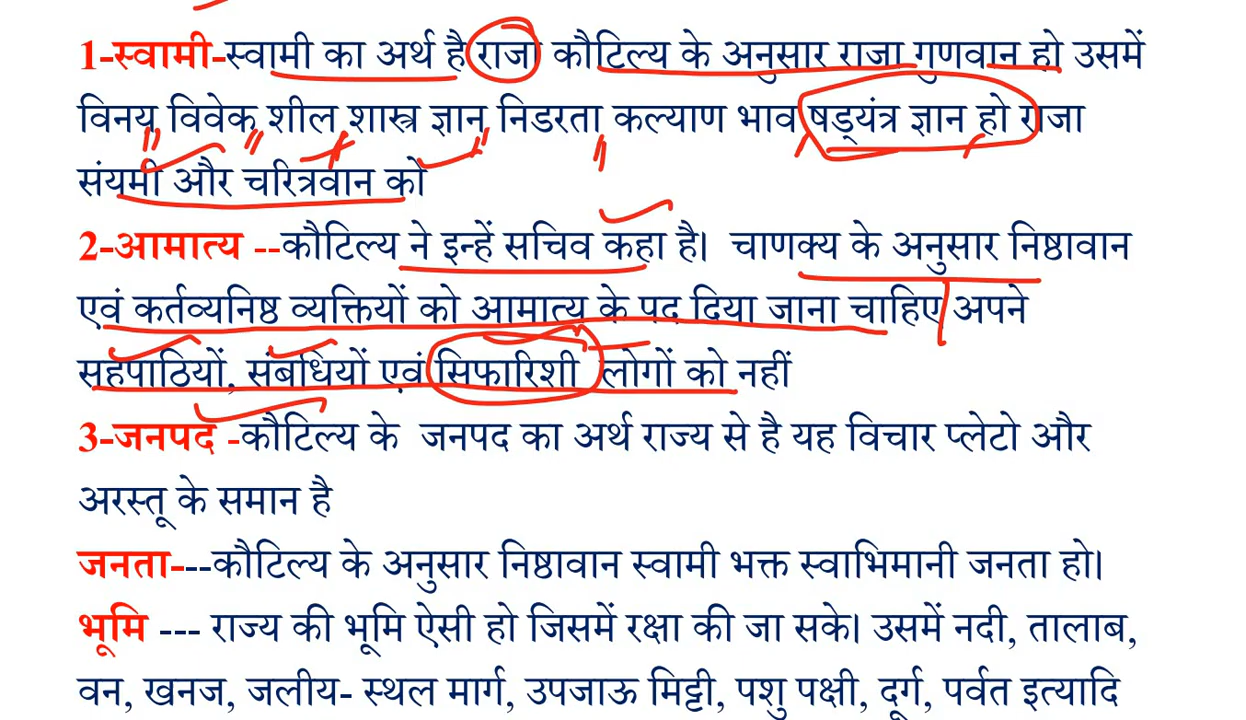 1-स्वामी-स्वामी का अर्थ है राजा कौटिल्य के अनुसार राजा गुणवान हो उसमें
विनय विवेक शील शास्त्र ज्ञान निडरता कल्याण भाव षड्यंत्र ज्ञान हो राजा
संयमी और चरित्रवान को
2-आमात्य --कौटिल्य ने इन्हें सचिव कहा है। चाणक्य के अनुसार निष्ठावान
एवं कर्तव्यनिष्ठ व्यक्तियों को आमात्य के पद दिया जाना चाहिए अपने
सहपाठियों, संबधियों एवं सिफारिशी लोगों को नहीं
3-जनपद -कौटिल्य के जनपद का अर्थ राज्य से है यह विचार प्लेटो और
अरस्तू के समान है
जनता---कौटिल्य के अनुसार निष्ठावान स्वामी भक्त स्वाभिमानी जनता हो।
भूमि --- राज्य की भूमि ऐसी हो जिसमें रक्षा की जा सके। उसमें नदी, तालाब,
वन, खनज, जलीय- स्थल मार्ग, उपजाऊ मिट्टी, पशु पक्षी, दूर्ग, पर्वत इत्यादि